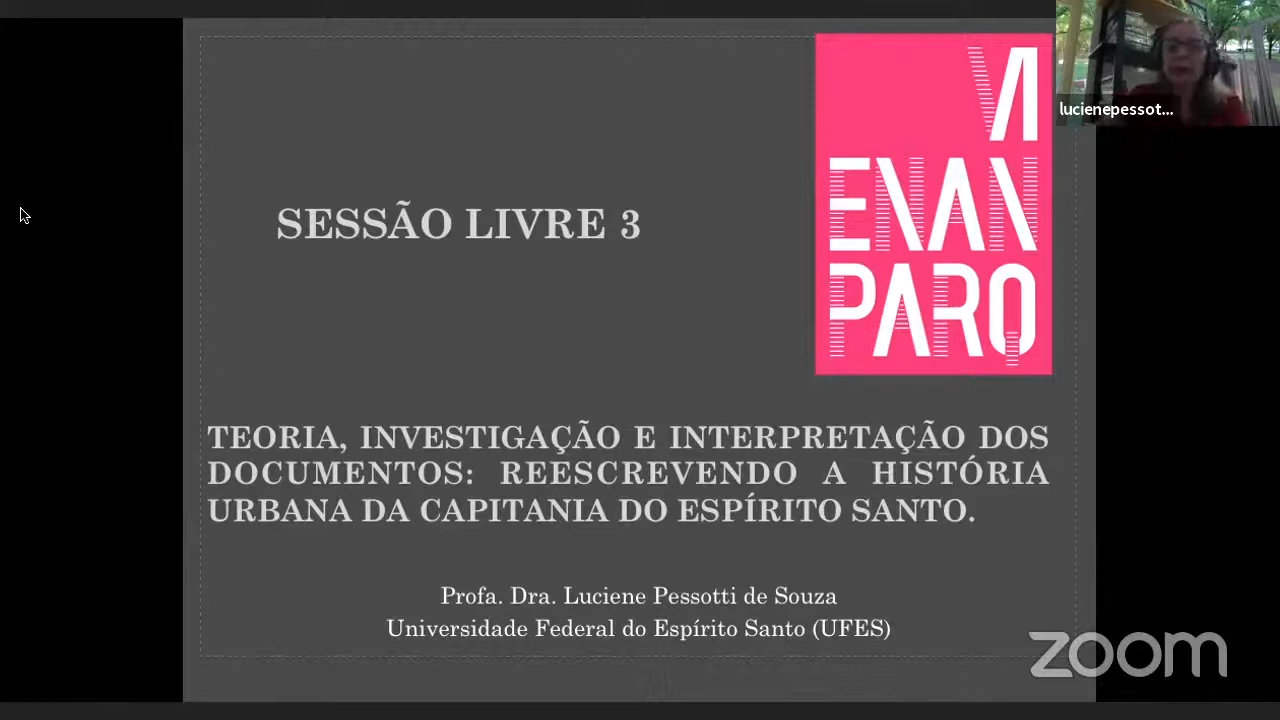 VI
ENAN
PARQ
lucienepessot...
SESSÃO LIVRE 3
TEORIA, INVESTIGAÇÃO E INTERPRETAÇÃO DOS
DOCUMENTOS: REESCREVENDO A HISTÓRIA
URBANA DA CAPITANIA DO ESPÍRITO SANTO.
Profa. Dra. Luciene Pessotti de Souza
Universidade Federal do Espírito Santo (UFES)
zoom